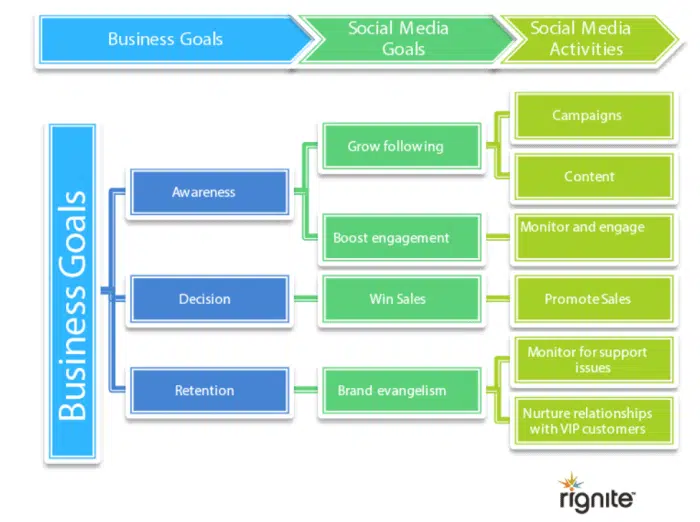 Business Goals
Social Media
Goals
Social Media
Activities
Business Goals
Awareness
Grow following
Campaigns
Content
Boost engagement
Monitor and engage
Decision
Win Sales
Promote Sales
Retention
Brand evangelism
Monitor for support
issues
Nurture relationships
with VIP customers
rignite™